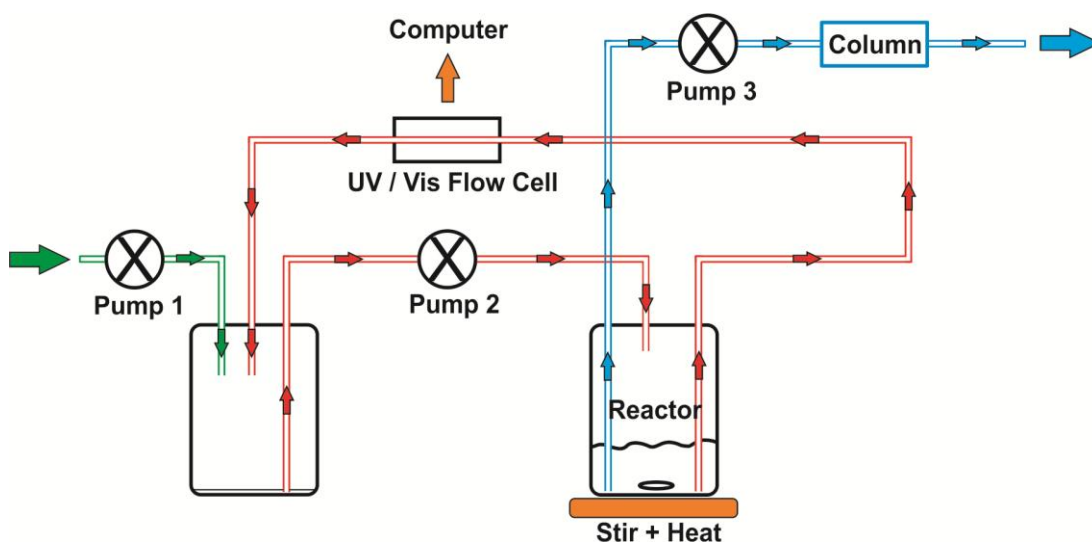 Computer
Column
Pump 3
UV / Vis Flow Cell
Pump 1
Pump 2
Reactor
Stir + Heat